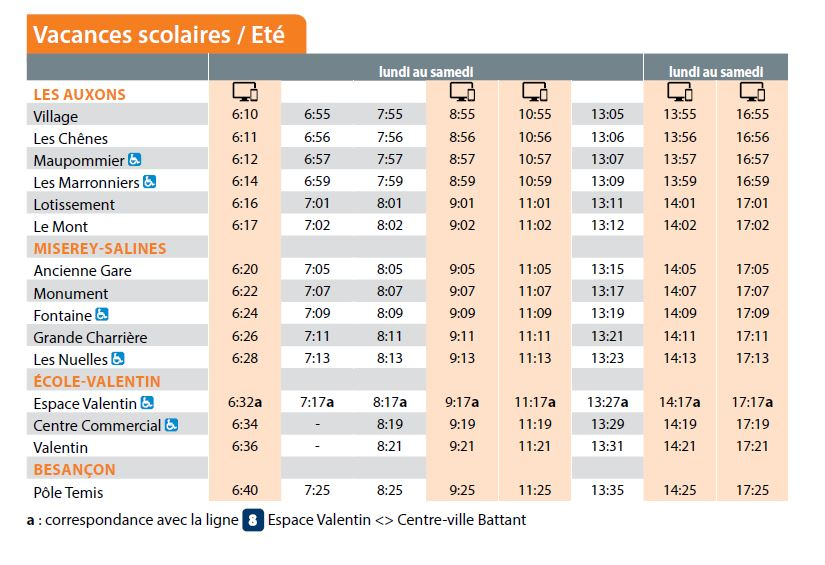 Vacances scolaires / Eté
lundi au samedi lundi au samedi
LES AUXONS
Village 6:10 6:55 7:55 8:55 10:55 13:05 13:55 16:55
Les Chênes 6:11 6:56 7:56 8:56 10:56 13:06 13:56 16:56
Maupommier 6:12 6:57 7:57 8:57 10:57 13:07 13:57 16:57
Les Marronniers 6:14 6:59 7:59 8:59 10:59 13:09 13:59 16:59
Lotissement 6:16 7:01 8:01 9:01 11:01 13:11 14:01 17:01
Le Mont 6:17 7:02 8:02 9:02 11:02 13:12 14:02 17:02
MISEREY-SALINES
Ancienne Gare 6:20 7:05 8:05 9:05 11:05 13:15 14:05 17:05
Monument 6:22 7:07 8:07 9:07 11:07 13:17 14:07 17:07
Fontaine 6:24 7:09 8:09 9:09 11:09 13:19 14:09 17:09
Grande Charrière 6:26 7:11 8:11 9:11 11:11 13:21 14:11 17:11
Les Nuelles 6:28 7:13 8:13 9:13 11:13 13:23 14:13 17:13
ÉCOLE-VALENTIN
Espace Valentin 6:32a 7:17a 8:17a 9:17a 11:17a 13:27a 14:17a 17:17a
Centre Commercial 6:34 - 8:19 9:19 11:19 13:29 14:19 17:19
Valentin 6:36 - 8:21 9:21 11:21 13:31 14:21 17:21
BESANÇON
Pôle Temis 6:40 7:25 8:25 9:25 11:25 13:35 14:25 17:25
a : correspondance avec la ligne 8 Espace Valentin <> Centre-ville Battant